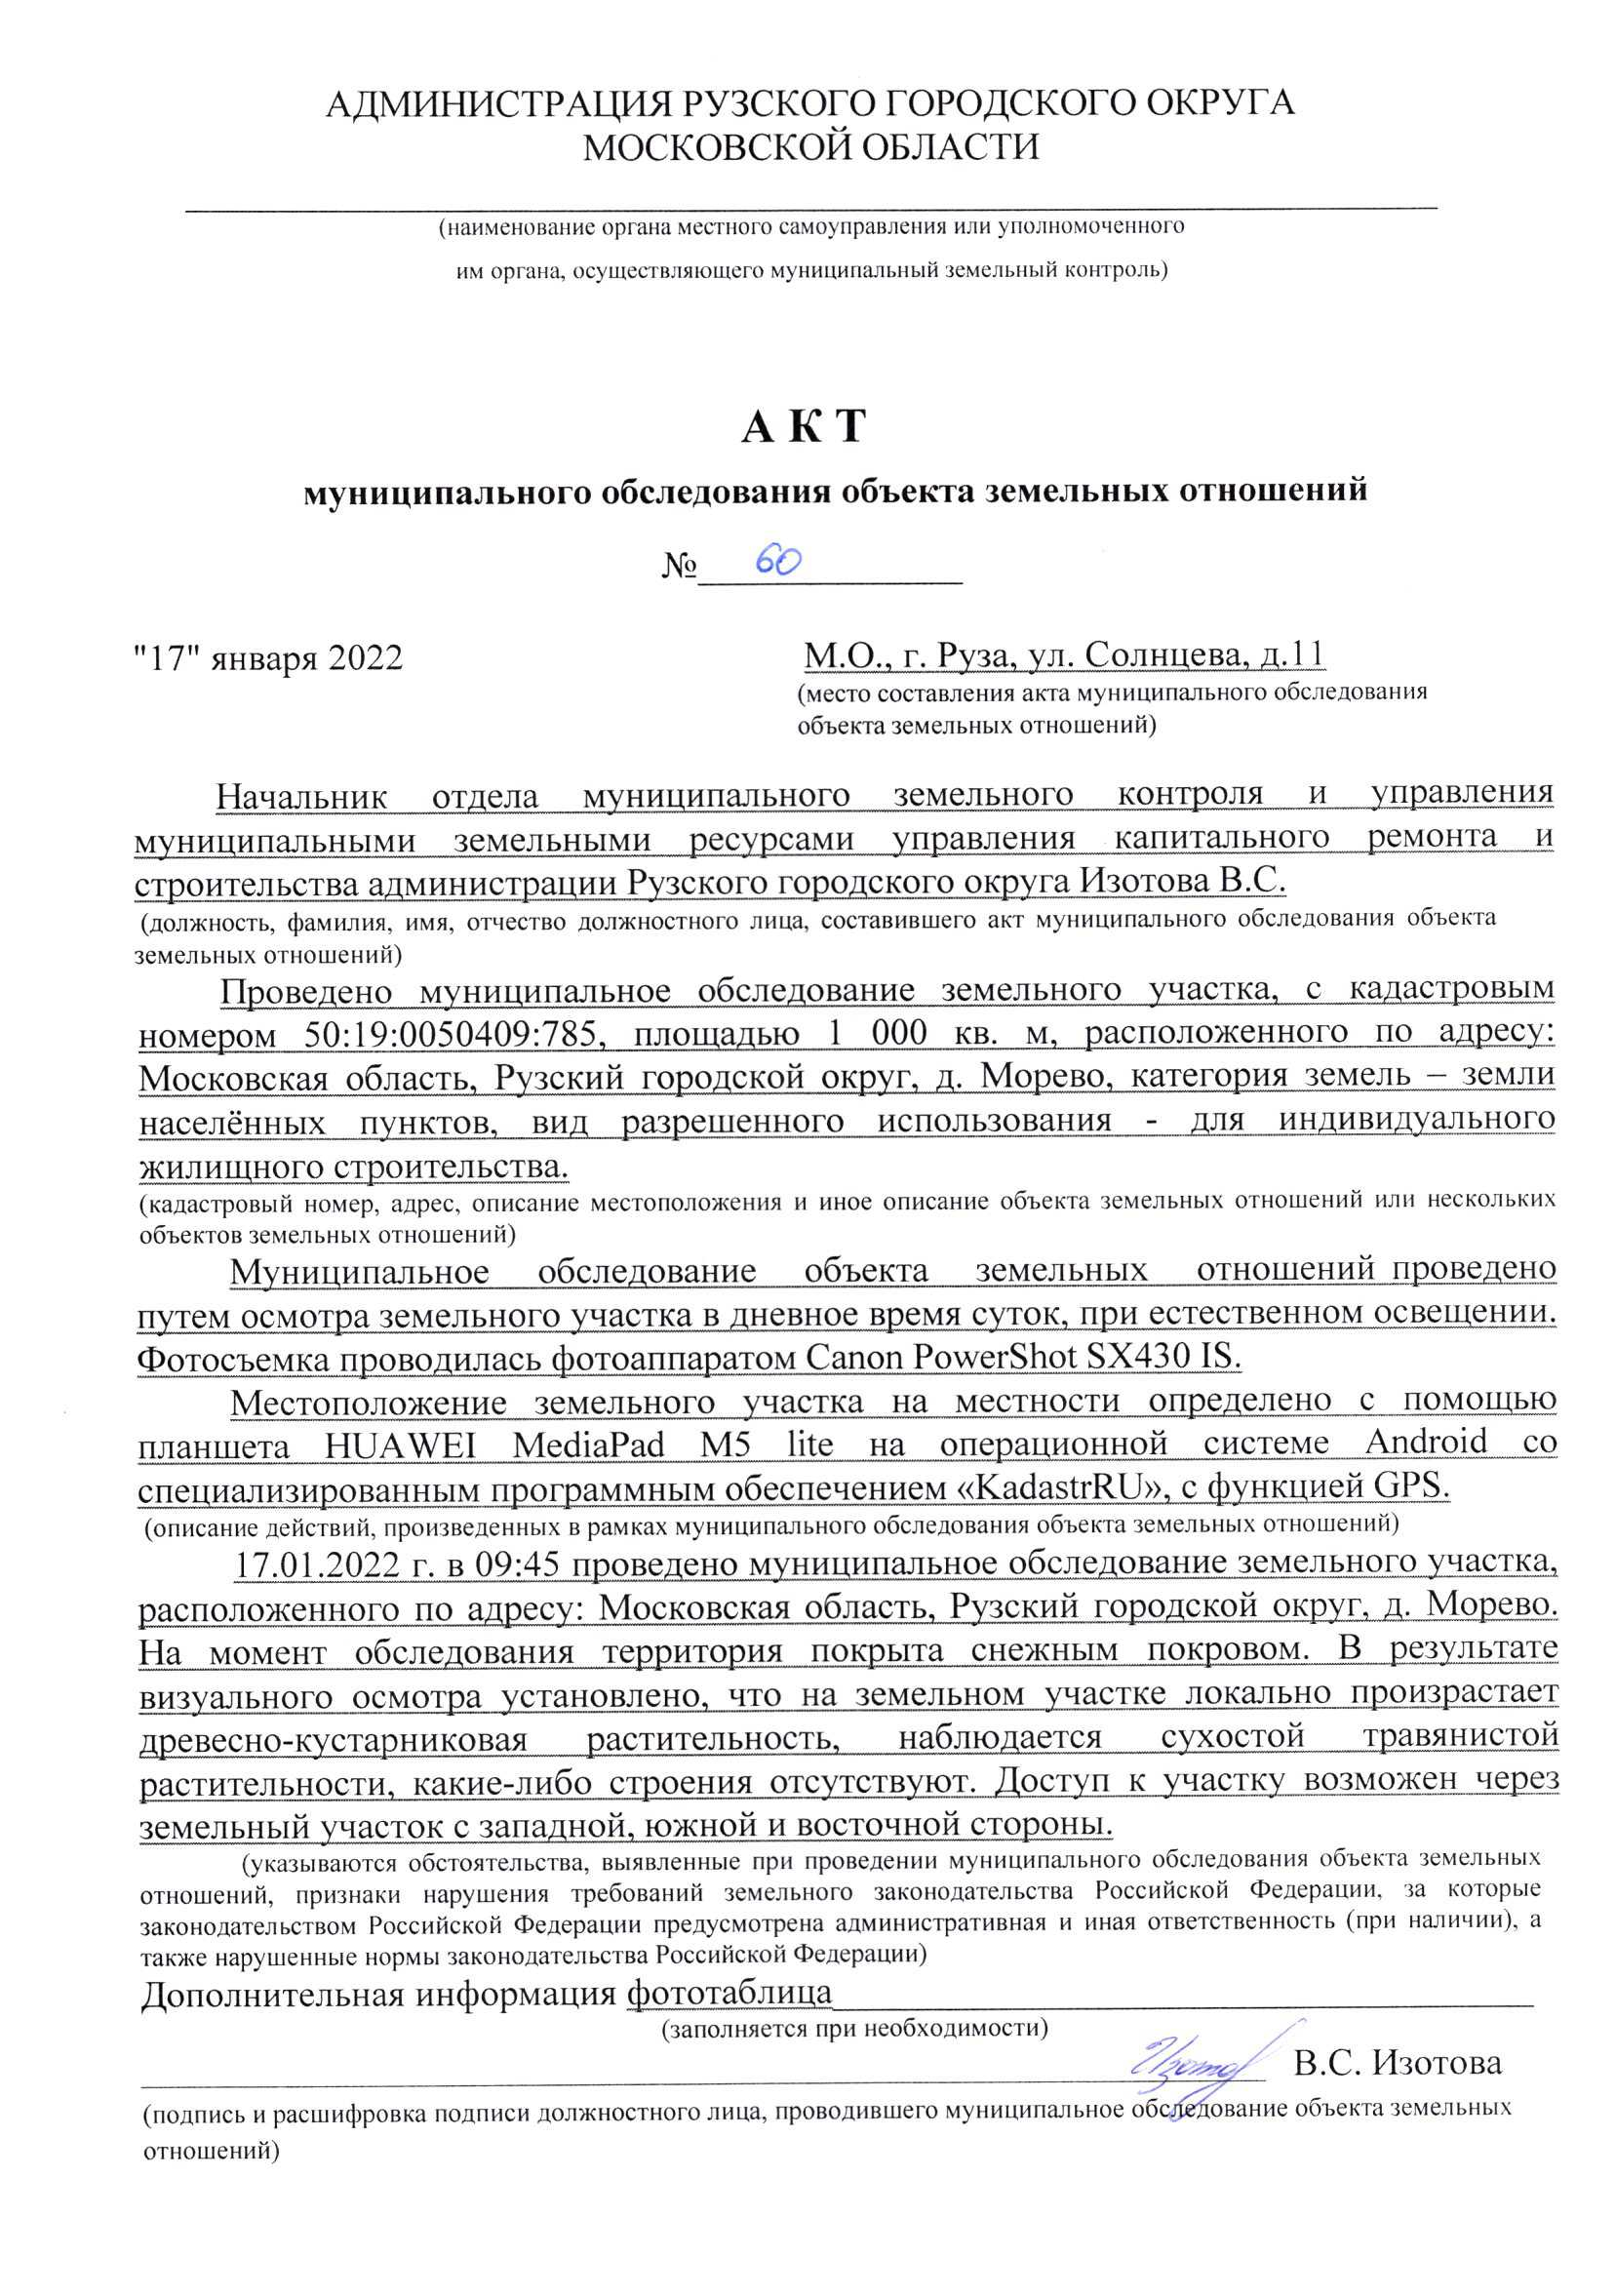 АДМИНИСТРАЦИЯ РУЗСКОГО ГОРОДСКОГО ОКРУГА
МОСКОВСКОЙ ОБЛАСТИ
(наименование органа местного самоуправления или уполномоченного
им органа, осуществляющего муниципальный земельный контроль)
А К Т
муниципального обследования объекта земельных отношений
№ 60
"17" января 2022
М.О., г. Руза, ул. Солнцева, д.11
(место составления акта муниципального обследования
объекта земельных отношений)
Начальник отдела муниципального земельного контроля и управления
муниципальными земельными ресурсами управления капитального ремонта и
строительства администрации Рузского городского округа Изотова В.С.
(должность, фамилия, имя, отчество должностного лица, составившего акт муниципального обследования объекта
земельных отношений)
Проведено муниципальное обследование земельного участка, с кадастровым
номером 50:19:0050409:785, площадью 1 000 кв. м, расположенного по адресу:
Московская область, Рузский городской округ, д. Морево, категория земель – земли
населённых пунктов, вид разрешенного использования - для индивидуального
жилищного строительства.
(кадастровый номер, адрес, описание местоположения и иное описание объекта земельных отношений или нескольких
объектов земельных отношений)
Муниципальное обследование объекта земельных отношений проведено
путем осмотра земельного участка в дневное время суток, при естественном освещении.
Фотосъемка проводилась фотоаппаратом Canon PowerShot SX430 IS.
Местоположение земельного участка на местности определено с помощью
планшета HUAWEI MediaPad M5 lite на операционной системе Android со
специализированным программным обеспечением «KadastrRU», с функцией GPS.
(описание действий, произведенных в рамках муниципального обследования объекта земельных отношений)
17.01.2022 г. в 09:45 проведено муниципальное обследование земельного участка,
расположенного по адресу: Московская область, Рузский городской округ, д. Морево.
На момент обследования территория покрыта снежным покровом. В результате
визуального осмотра установлено, что на земельном участке локально произрастает
древесно-кустарниковая растительность, наблюдается сухостой травянистой
растительности, какие-либо строения отсутствуют. Доступ к участку возможен через
земельный участок с западной, южной и восточной стороны.
(указываются обстоятельства, выявленные при проведении муниципального обследования объекта земельных
отношений, признаки нарушения требований земельного законодательства Российской Федерации, за которые
законодательством Российской Федерации предусмотрена административная и иная ответственность (при наличии), а
также нарушенные нормы законодательства Российской Федерации)
Дополнительная информация фототаблица
(заполняется при необходимости)
В.С. Изотова
(подпись и расшифровка подписи должностного лица, проводившего муниципальное обследование объекта земельных
отношений)